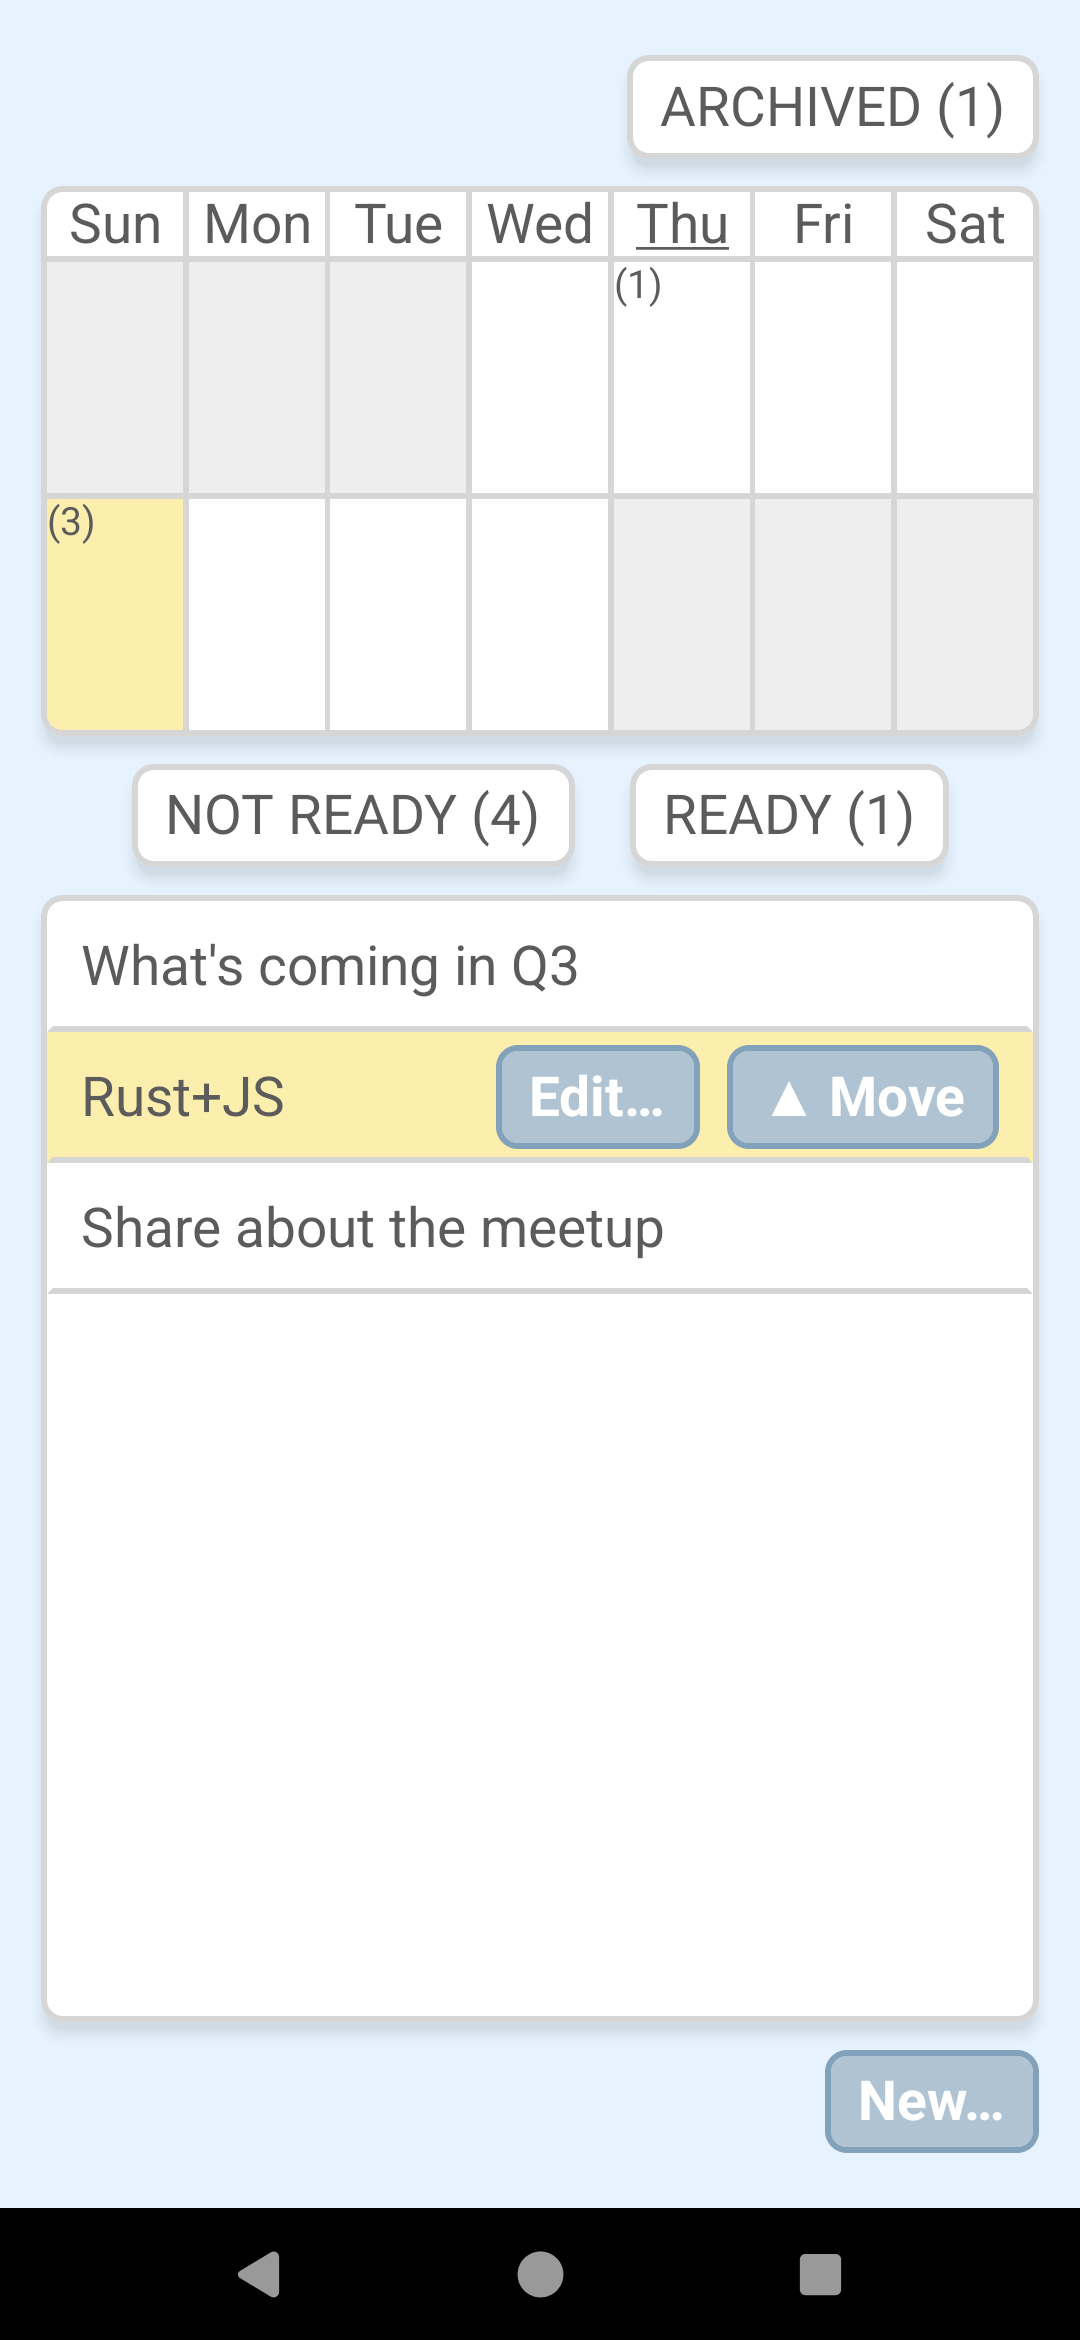 ARCHIVED (1)
Sun Mon Tue Wed Thu Fri Sat
(1)
(3)
NOT READY (4) READY (1)
What's coming in Q3
Rust+JS Edit... ▲ Move
Share about the meetup
New...